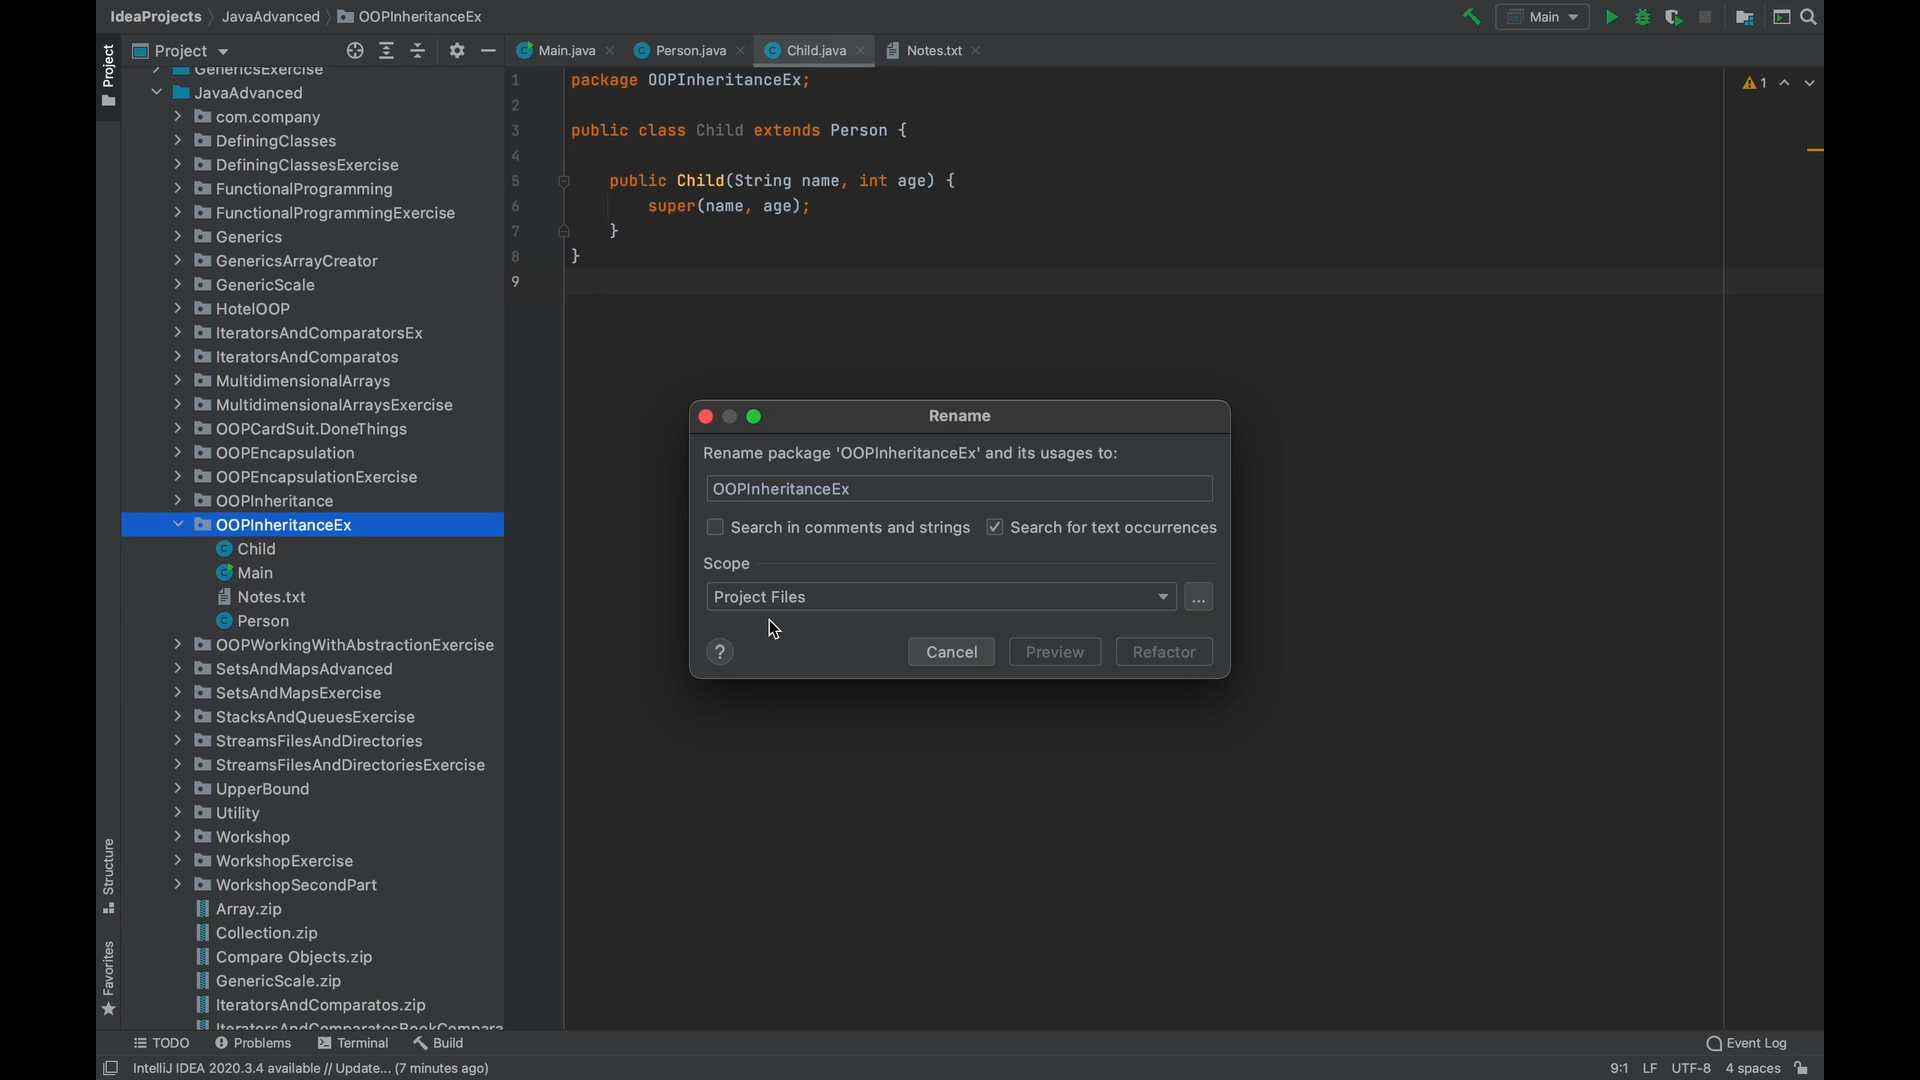 IdeaProjects JavaAdvanced OOPInheritanceEx
Main
Project
Main.java Person.java Child.java Notes.txt
Project
GenericsExercise
JavaAdvanced
com.company
DefiningClasses
DefiningClassesExercise
FunctionalProgramming
FunctionalProgrammingExercise
Generics
GenericsArrayCreator
GenericScale
HotelOOP
IteratorsAndComparatorsEx
IteratorsAndComparatos
MultidimensionalArrays
MultidimensionalArraysExercise
OOPCardSuit.DoneThings
OOPEncapsulation
OOPEncapsulationExercise
OOPInheritance
OOPInheritanceEx
Child
Main
Notes.txt
Person
OOPWorkingWithAbstractionExercise
SetsAndMapsAdvanced
SetsAndMapsExercise
StacksAndQueuesExercise
StreamsFilesAndDirectories
StreamsFilesAndDirectoriesExercise
UpperBound
Utility
Workshop
WorkshopExercise
WorkshopSecondPart
Array.zip
Collection.zip
Compare Objects.zip
GenericScale.zip
IteratorsAndComparatos.zip
IteratorsAndComparatosBookCompara
Structure
Favorites
1 package OOPInheritanceEx;
2
3 public class Child extends Person {
4
5 public Child(String name, int age) {
6 super(name, age);
7 }
8 }
9
1
Rename
Rename package 'OOPInheritanceEx' and its usages to:
OOPInheritanceEx
Search in comments and strings Search for text occurrences
Scope
Project Files
...
? Cancel Preview Refactor
TODO Problems Terminal Build Event Log
IntelliJ IDEA 2020.3.4 available // Update... (7 minutes ago) 9:1 LF UTF-8 4 spaces